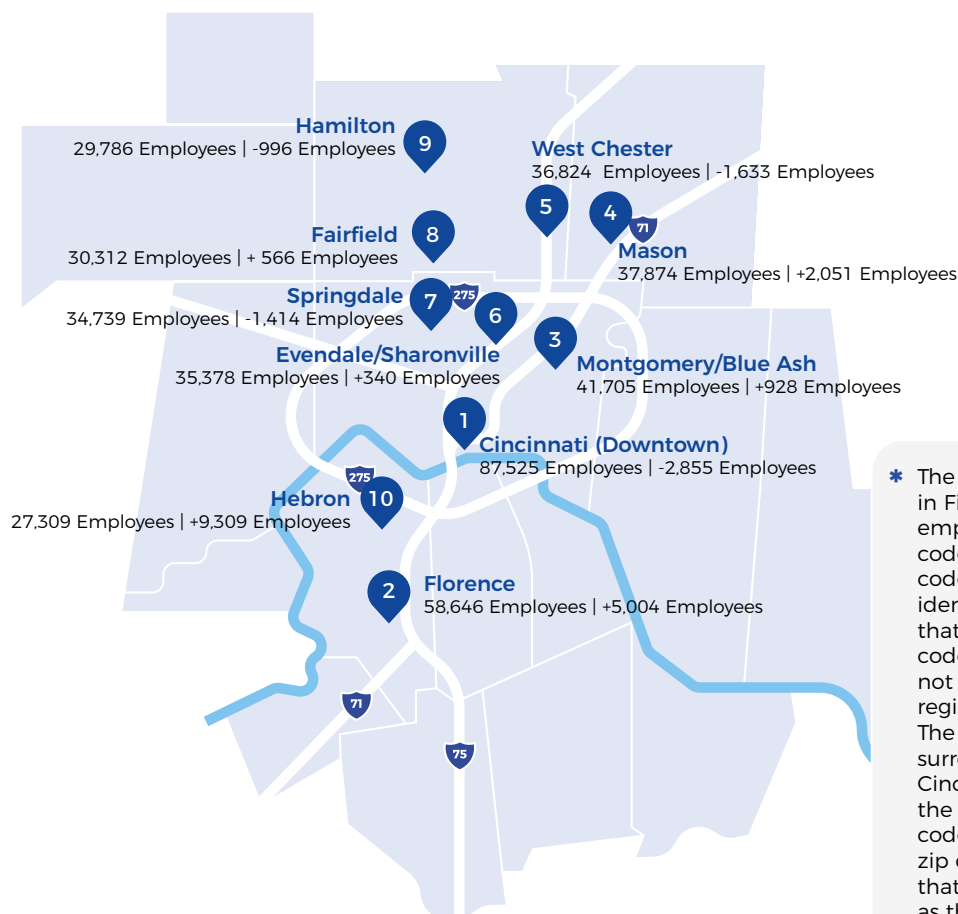 Hamilton
29,786 Employees | -996 Employees
9
West Chester
36,824 Employees | -1,633 Employees
5
4
71
Mason
37,874 Employees | +2,051 Employees
8
Fairfield
30,312 Employees | + 566 Employees
Springdale
34,739 Employees | -1,414 Employees
7
275
6
Evendale/Sharonville
35,378 Employees | +340 Employees
3
Montgomery/Blue Ash
41,705 Employees | +928 Employees
1
Cincinnati (Downtown)
87,525 Employees | -2,855 Employees
275
Hebron
10
27,309 Employees | +9,309 Employees
2
Florence
58,646 Employees | +5,004 Employees
71
75
* The
in Fi
emp
code
code
iden
that
code
not
regi
The
surr
Cinc
the
code
zip c
that
as th